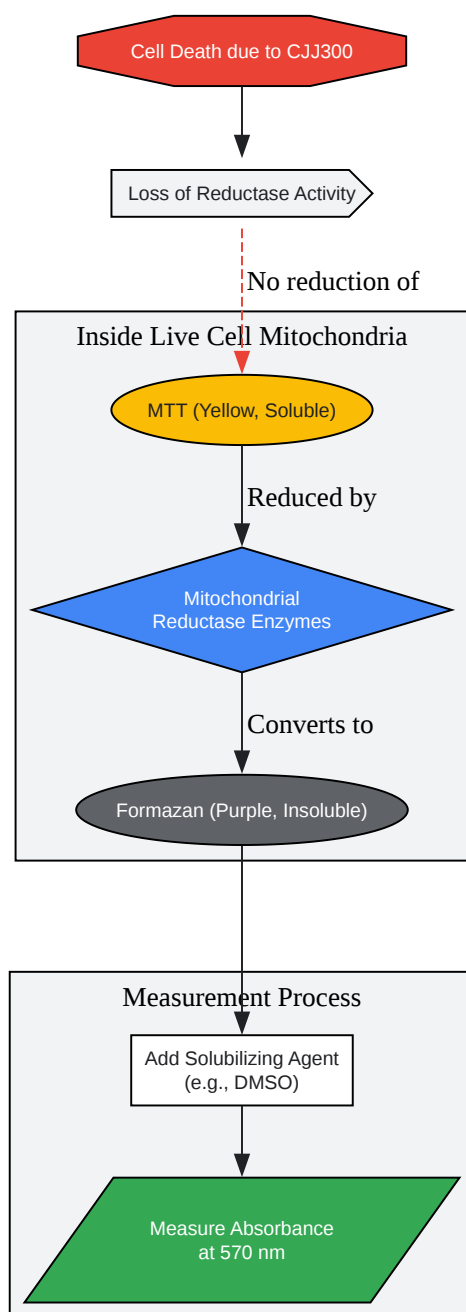 Cell Death due to CJJ300
Loss of Reductase Activity
No reduction of
Inside Live Cell Mitochondria
MTT (Yellow, Soluble)
Reduced by
Mitochondrial
Reductase Enzymes
Converts to
Formazan (Purple, Insoluble)
Measurement Process
Add Solubilizing Agent
(e.g., DMSO)
Measure Absorbance
at 570 nm